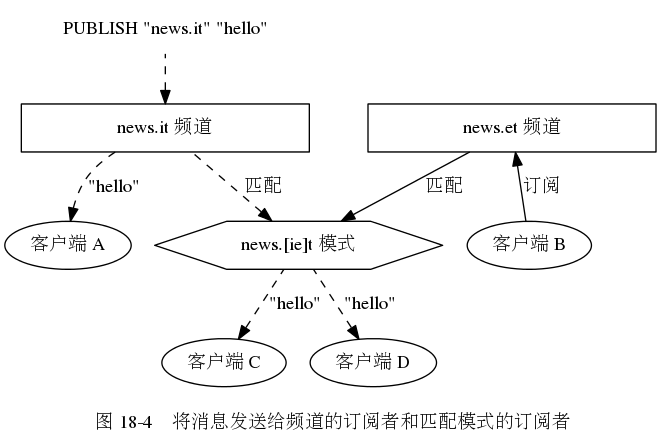 PUBLISH "news.it" "hello"
news.it 频道
news.et 频道
"hello"
匹配
匹配
订阅
客户端 A
news.[ie]t 模式
客户端 B
"hello"
"hello"
客户端 C
客户端 D
图 18-4 将消息发送给频道的订阅者和匹配模式的订阅者